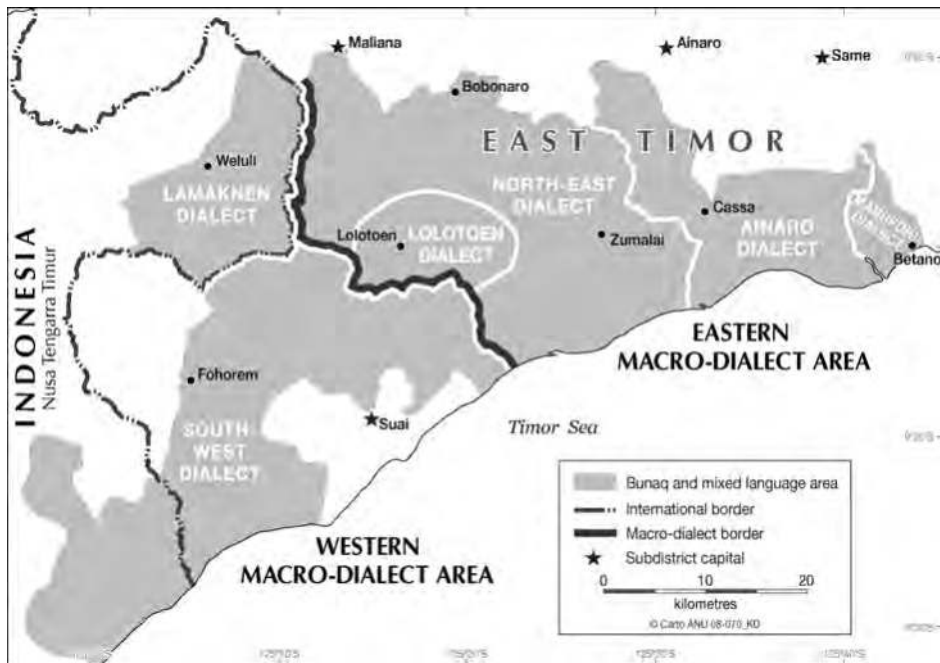 Maliana
Ainaro
Same
Bobonaro
EAST TIMOR
Weluli
LAMAKNEN
DIALECT
NORTH-EAST
DIALECT
Cassa
AINARO
DIALECT
Lolotoen
LOLOTOEN
DIALECT
Zumalai
Betano
INDONESIA
Nusa Tengarra Timur
EASTERN
MACRO-DIALECT AREA
Fohorem
Suai
Timor Sea
SOUTH-
WEST
DIALECT
WESTERN
MACRO-DIALECT AREA
Bunaq and mixed language area
International border
Macro-dialect border
Subdistrict capital
0 10 20
kilometres
© Carto ANU 08-070_KD